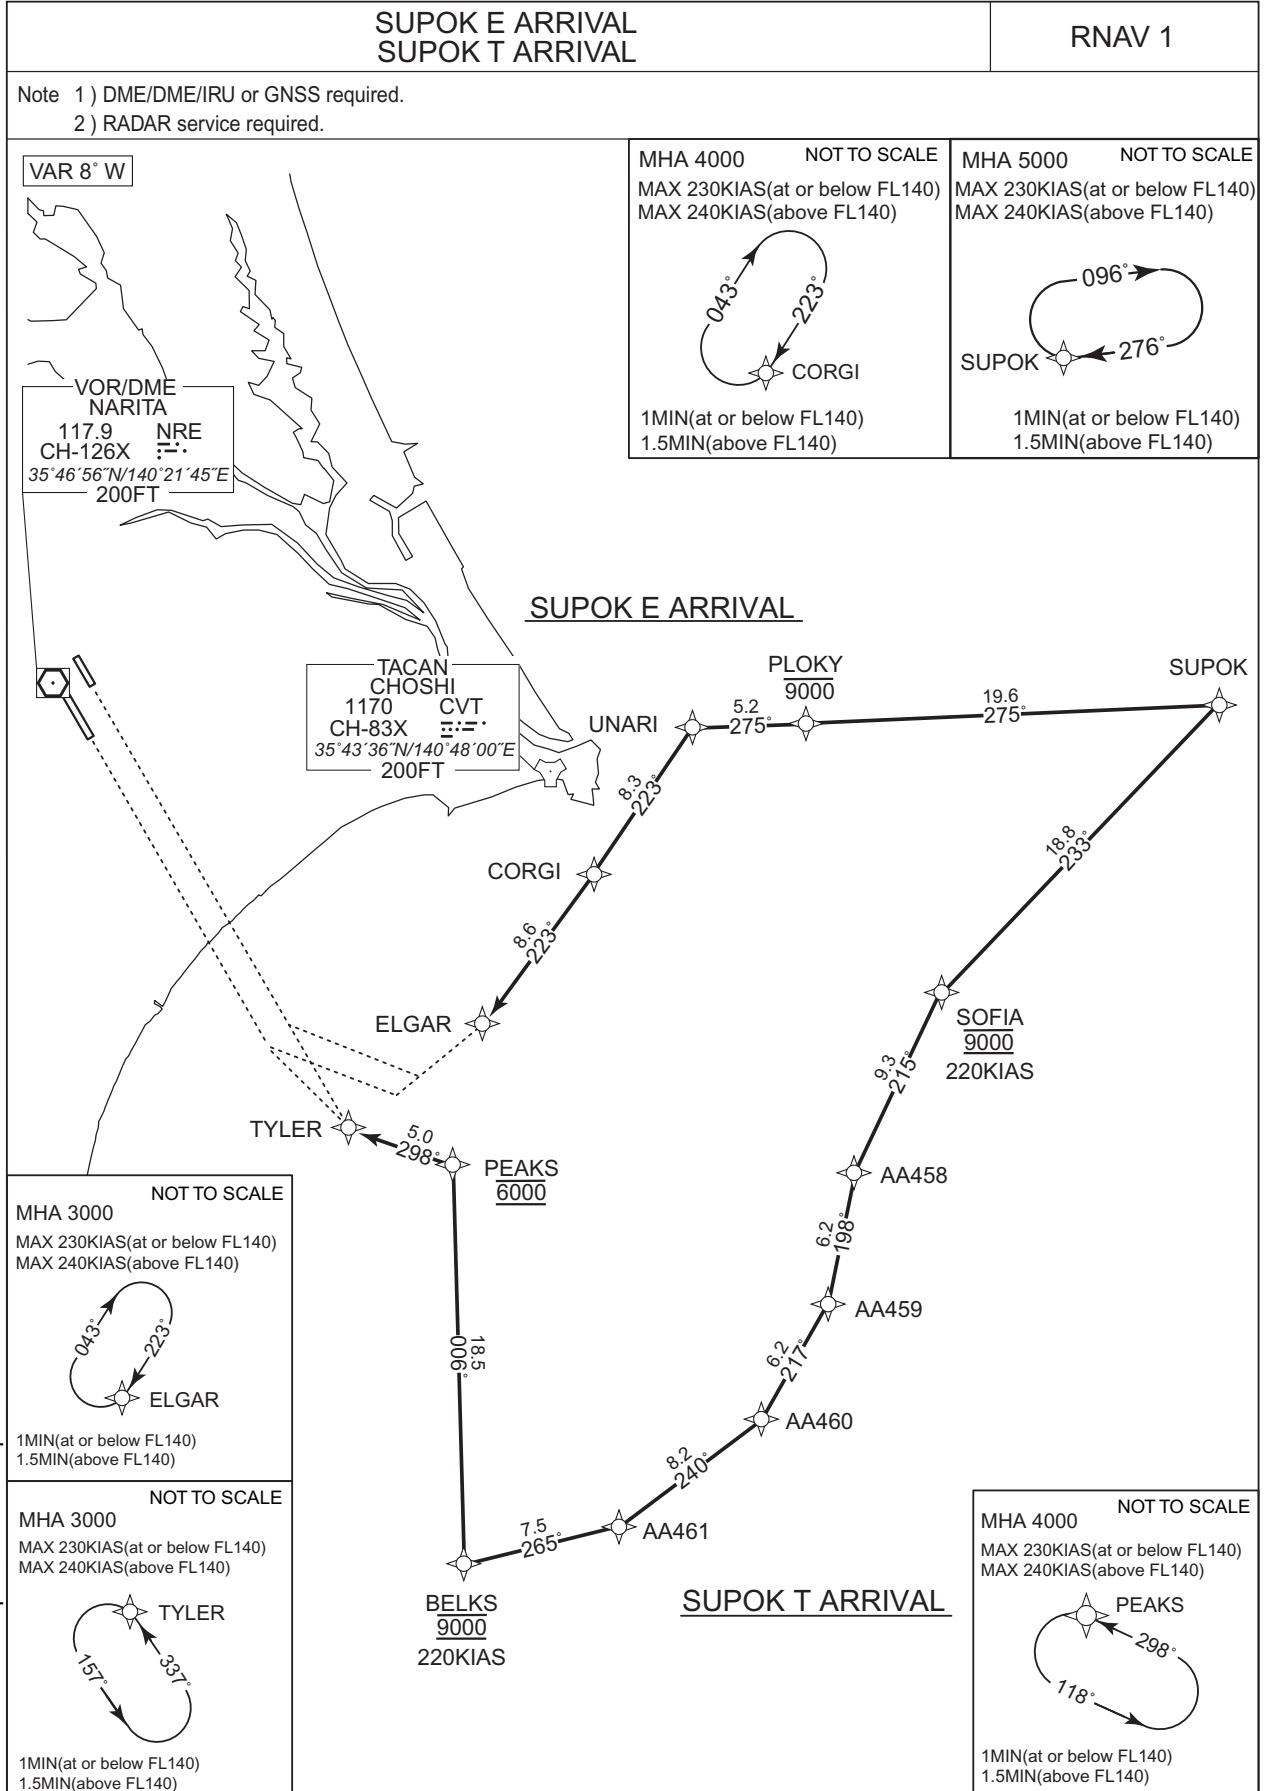 SUPOK E ARRIVAL
SUPOK T ARRIVAL
RNAV 1
Note 1 ) DME/DME/IRU or GNSS required.
2 ) RADAR service required.
VAR 8° W
MHA 4000 NOT TO SCALE
MAX 230KIAS(at or below FL140)
MAX 240KIAS(above FL140)
043°
223°
CORGI
1MIN(at or below FL140)
1.5MIN(above FL140)
MHA 5000 NOT TO SCALE
MAX 230KIAS(at or below FL140)
MAX 240KIAS(above FL140)
096°
SUPOK
276°
1MIN(at or below FL140)
1.5MIN(above FL140)
VOR/DME
NARITA
117.9 NRE
CH-126X
35°46´56˝N/140°21´45˝E
200FT
SUPOK E ARRIVAL
TACAN
CHOSHI
1170 CVT
CH-83X
35°43´36˝N/140°48´00˝E
200FT
UNARI
5.2
275°
PLOKY
9000
19.6
275°
SUPOK
8.3
223°
CORGI
8.6
223°
ELGAR
18.8
233°
SOFIA
9000
220KIAS
9.3
215°
TYLER
5.0
298°
PEAKS
6000
AA458
6.2
198°
AA459
6.2
217°
AA460
8.2
240°
AA461
7.5
265°
18.5
006°
BELKS
9000
220KIAS
SUPOK T ARRIVAL
NOT TO SCALE
MHA 3000
MAX 230KIAS(at or below FL140)
MAX 240KIAS(above FL140)
043°
223°
ELGAR
1MIN(at or below FL140)
1.5MIN(above FL140)
NOT TO SCALE
MHA 3000
MAX 230KIAS(at or below FL140)
MAX 240KIAS(above FL140)
TYLER
157°
337°
1MIN(at or below FL140)
1.5MIN(above FL140)
NOT TO SCALE
MHA 4000
MAX 230KIAS(at or below FL140)
MAX 240KIAS(above FL140)
PEAKS
298°
118°
1MIN(at or below FL140)
1.5MIN(above FL140)